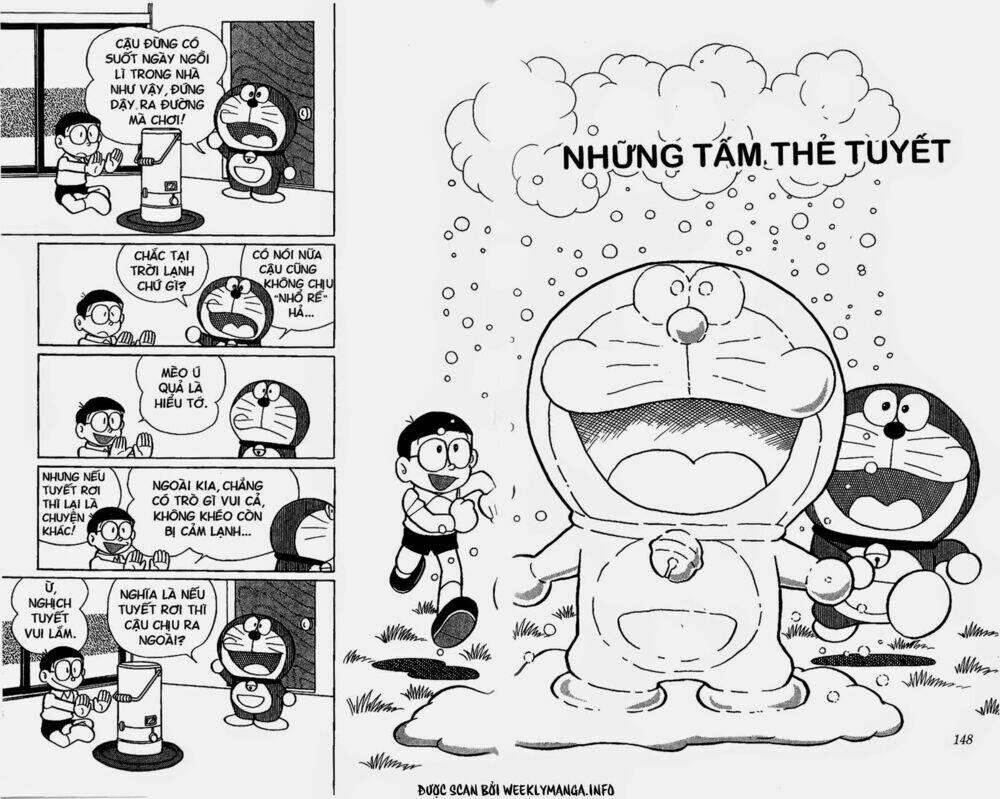 NHỮNG TẤM THẺ TUYẾT
148
CẬU ĐỪNG CÓ
SUỐT NGÀY NGỒI
LÌ TRONG NHÀ
NHƯ VẬY, ĐỨNG
DẬY RA ĐƯỜNG
MÀ CHƠI!
CÓ NÓI NỮA
CẬU CŨNG
KHÔNG CHỊU
"NHỔ RỄ"
HẢ...
CHẮC TẠI
TRỜI LẠNH
CHỨ GÌ?
MÈO Ú
QUẢ LÀ
HIỂU TỚ.
NGOÀI KIA, CHẲNG
CÓ TRÒ GÌ VUI CẢ,
KHÔNG KHÉO CÒN
BỊ CẢM LẠNH...
NHƯNG NẾU
TUYẾT RƠI
THÌ LẠI LÀ
CHUYỆN
KHÁC!
NGHĨA LÀ NẾU
TUYẾT RƠI THÌ
CẬU CHỊU RA
NGOÀI?
Ừ,
NGHỊCH
TUYẾT
VUI LẮM.
ĐƯỢC SCAN BỞI WEEKLYMANGA.INFO